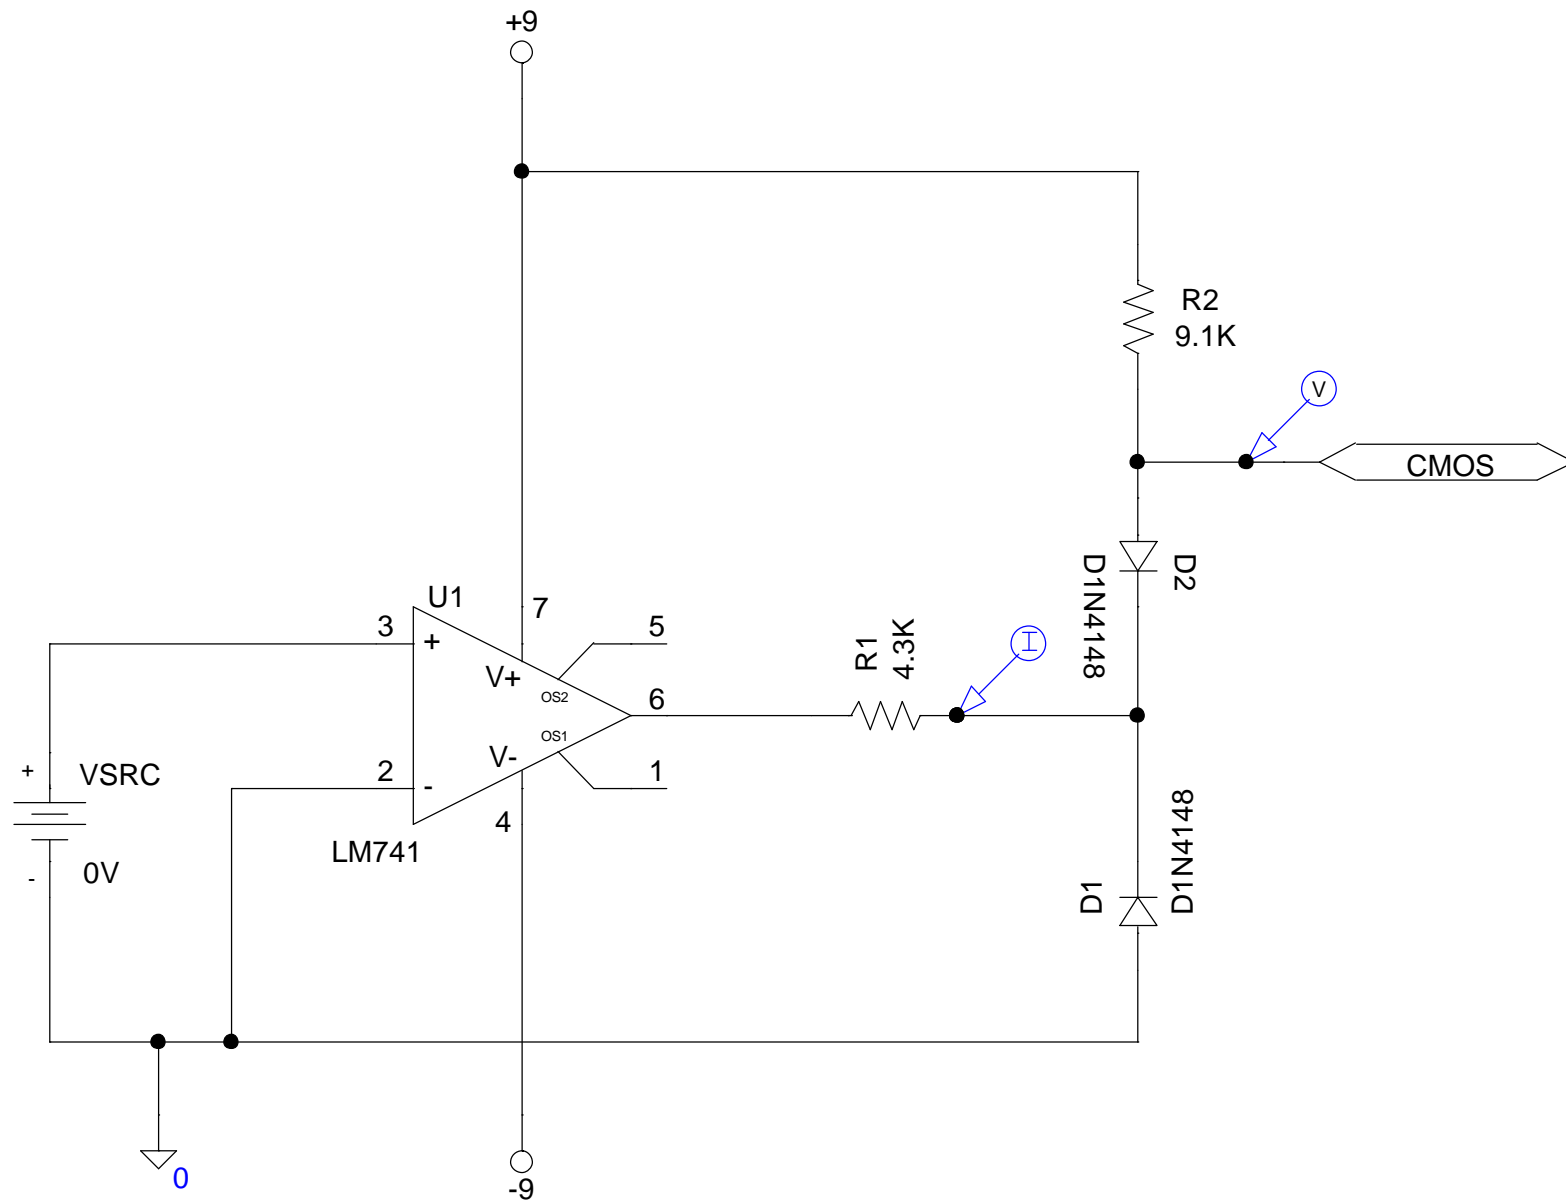 +9
R2
9.1K
V
CMOS
D1N4148
D2
U1
7
3
+
5
V+
OS2
R1
4.3K
I
6
OS1
V-
2
-
1
+
VSRC
4
LM741
0V
-
D1
D1N4148
0
-9